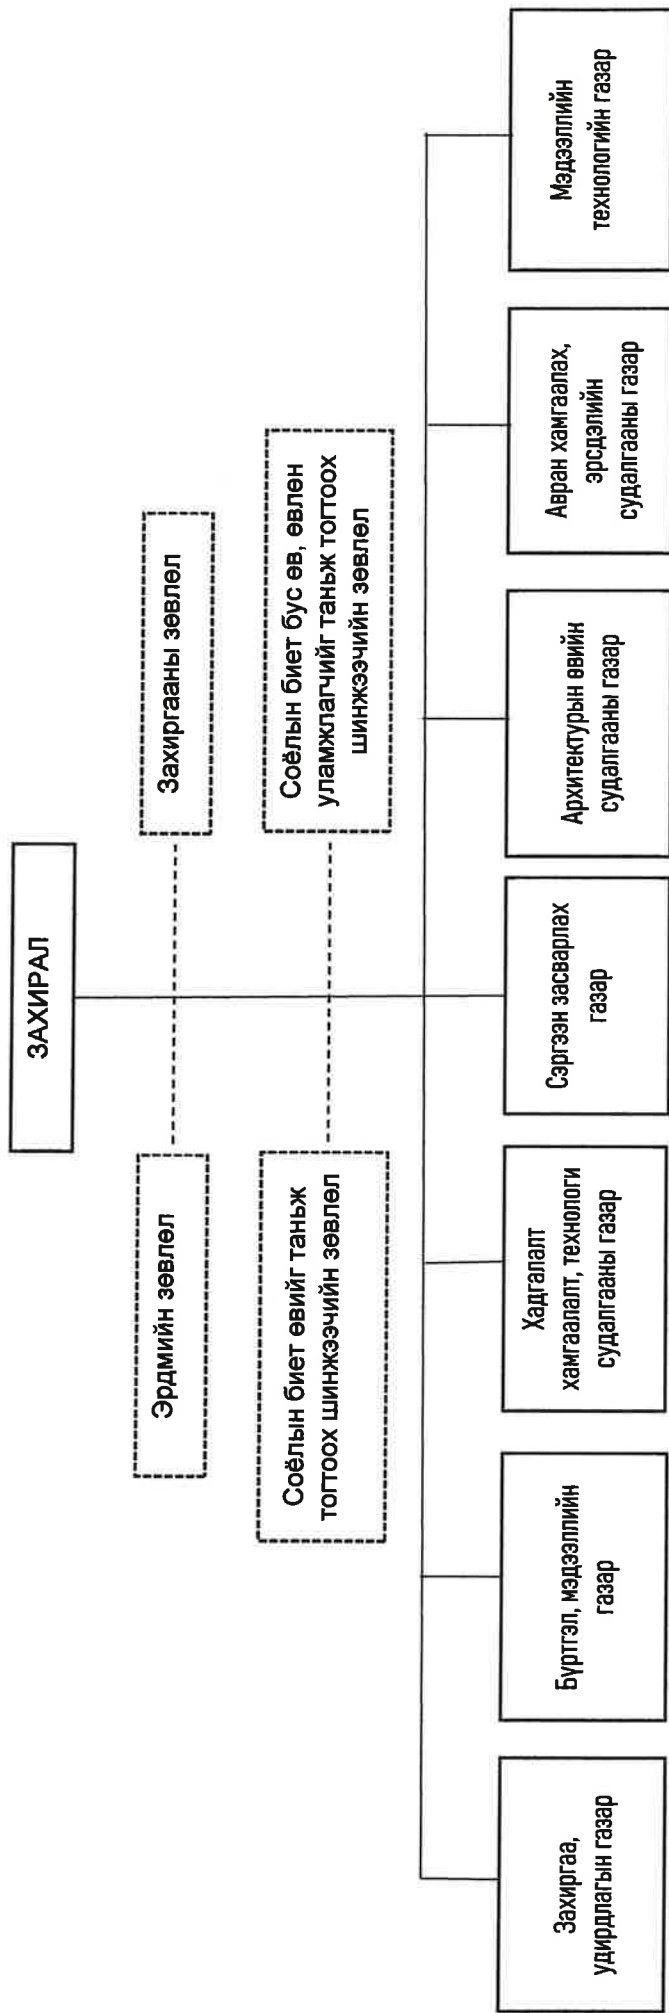 ЗАХИРАЛ
Эрдмийн зөвлөл
Захиргааны зөвлөл
Соёлын биет өвийг таньж
тогтоох шинжээчийн зөвлөл
Соёлын биет бус өв, өвлөн
уламжлагчийг таньж тогтоох
шинжээчийн зөвлөл
Захиргаа,
удирдлагын газар
Бүртгэл, мэдээллийн
газар
Хадгалалт
хамгаалалт, технологи
судалгааны газар
Сэргээн засварлах
газар
Архитектурын өвийн
судалгааны газар
Авран хамгаалах,
эрсдэлийн
судалгааны газар
Мэдээллийн
технологийн газар